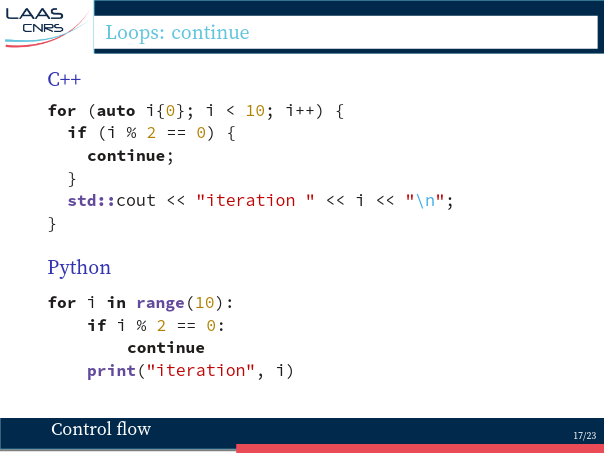 LAAS
CNRS
Loops: continue
C++
for (auto i{0}; i < 10; i++) {
  if (i % 2 == 0) {
    continue;
  }
  std::cout << "iteration " << i << "\n";
}
Python
for i in range(10):
    if i % 2 == 0:
        continue
    print("iteration", i)
Control flow
17/23